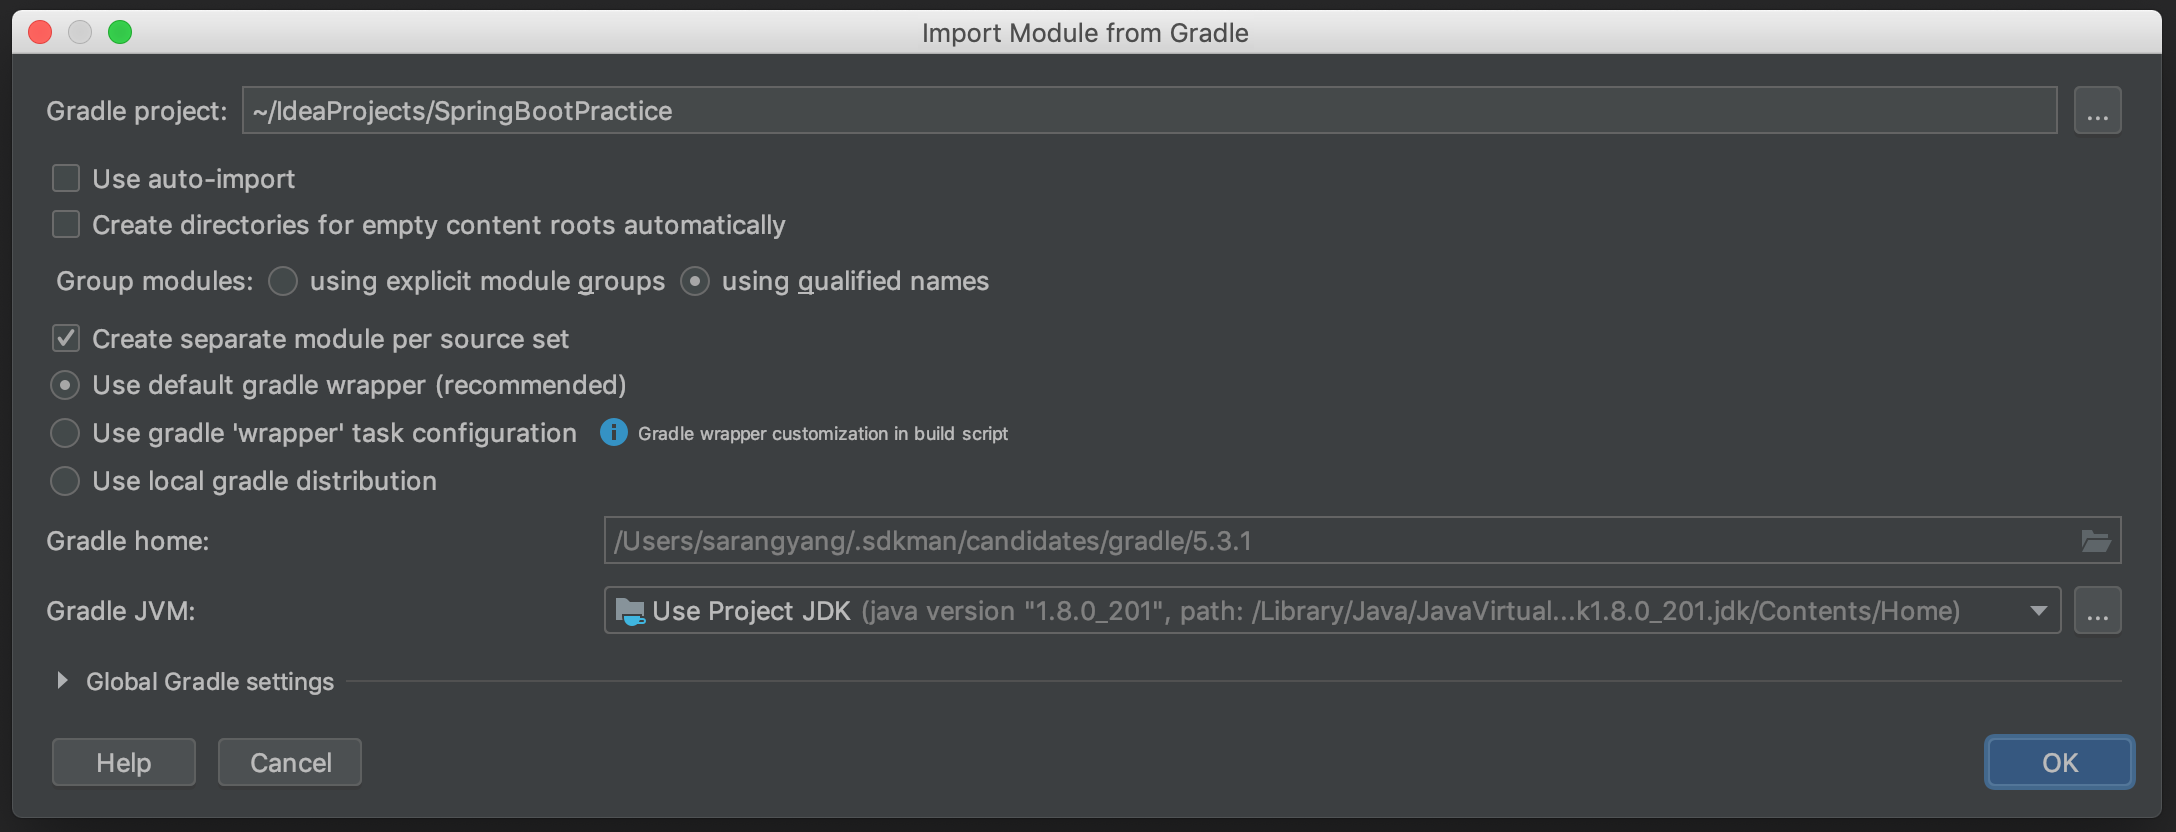 Import Module from Gradle
Gradle project: ~/IdeaProjects/SpringBootPractice ...
Use auto-import
Create directories for empty content roots automatically
Group modules: using explicit module groups using qualified names
Create separate module per source set
Use default gradle wrapper (recommended)
Use gradle 'wrapper' task configuration Gradle wrapper customization in build script
Use local gradle distribution
Gradle home: /Users/sarangyang/.sdkman/candidates/gradle/5.3.1
Gradle JVM: Use Project JDK (java version "1.8.0_201", path: /Library/Java/JavaVirtual...k1.8.0_201.jdk/Contents/Home) ...
Global Gradle settings
Help Cancel OK